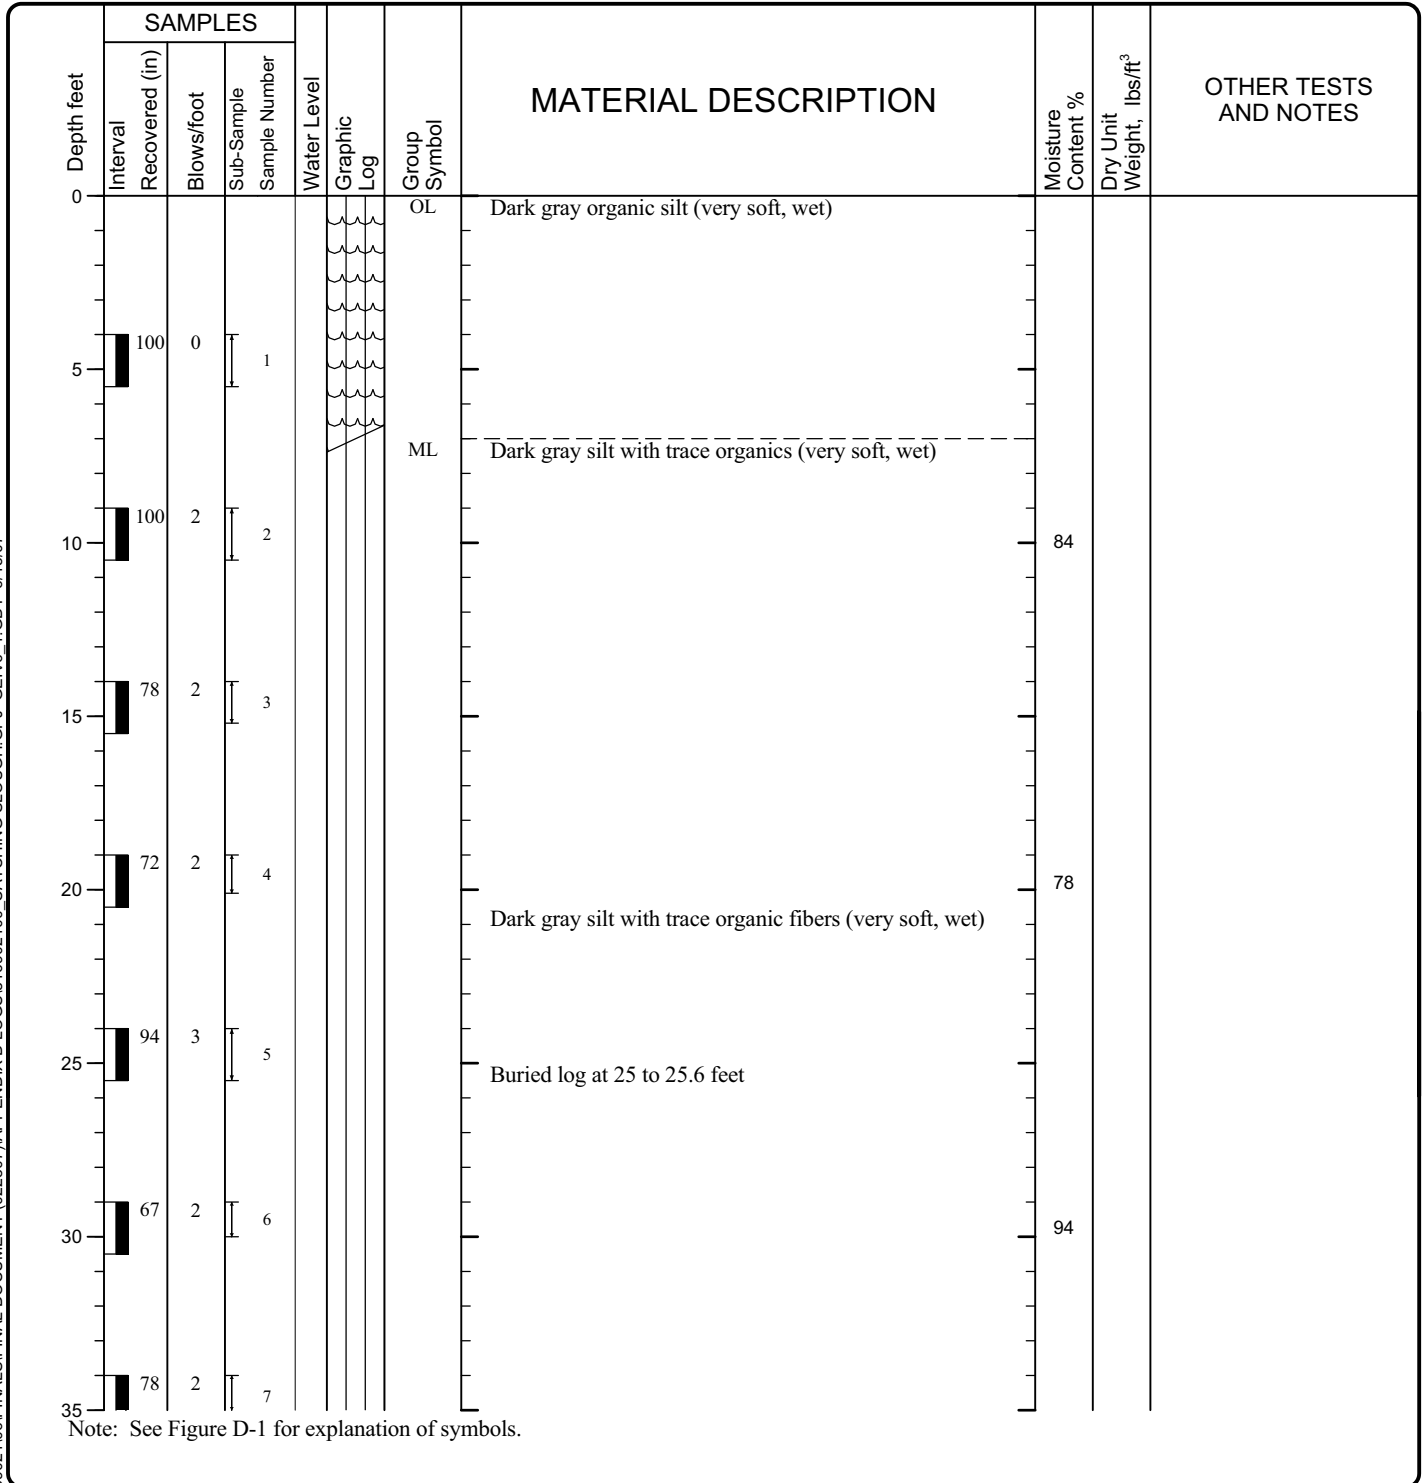 SAMPLES
Depth feet
Interval
Recovered (in)
Blows/foot
Sub-Sample
Sample Number
Water Level
Graphic
Log
Group
Symbol
MATERIAL DESCRIPTION
Moisture
Content %
Dry Unit
Weight, lbs/ft³
OTHER TESTS
AND NOTES
0
OL Dark gray organic silt (very soft, wet)
100 0 1
5
ML Dark gray silt with trace organics (very soft, wet)
100 2 2
10 84
78 2 3
15
72 2 4
20 78
Dark gray silt with trace organic fibers (very soft, wet)
94 3 5
25
Buried log at 25 to 25.6 feet
67 2 6
30 94
78 2 7
35
Note: See Figure D-1 for explanation of symbols.